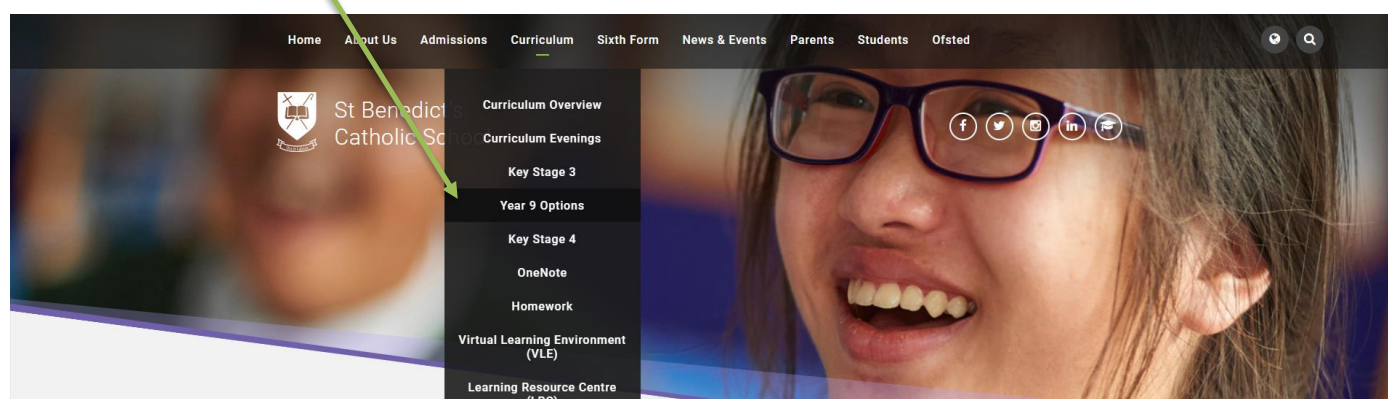 Home About Us Admissions Curriculum Sixth Form News & Events Parents Students Ofsted
St Benedict's
Catholic School
Curriculum Overview
Curriculum Evenings
Key Stage 3
Year 9 Options
Key Stage 4
OneNote
Homework
Virtual Learning Environment
(VLE)
Learning Resource Centre
(LRC)